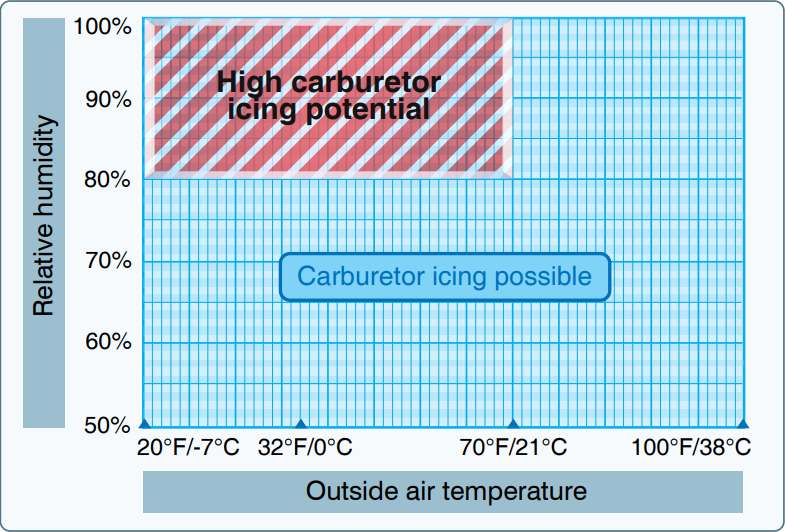 Relative humidity
100%
90%
80%
70%
60%
50%
High carburetor
icing potential
Carburetor icing possible
20°F/-7°C
32°F/0°C
70°F/21°C
100°F/38°C
Outside air temperature